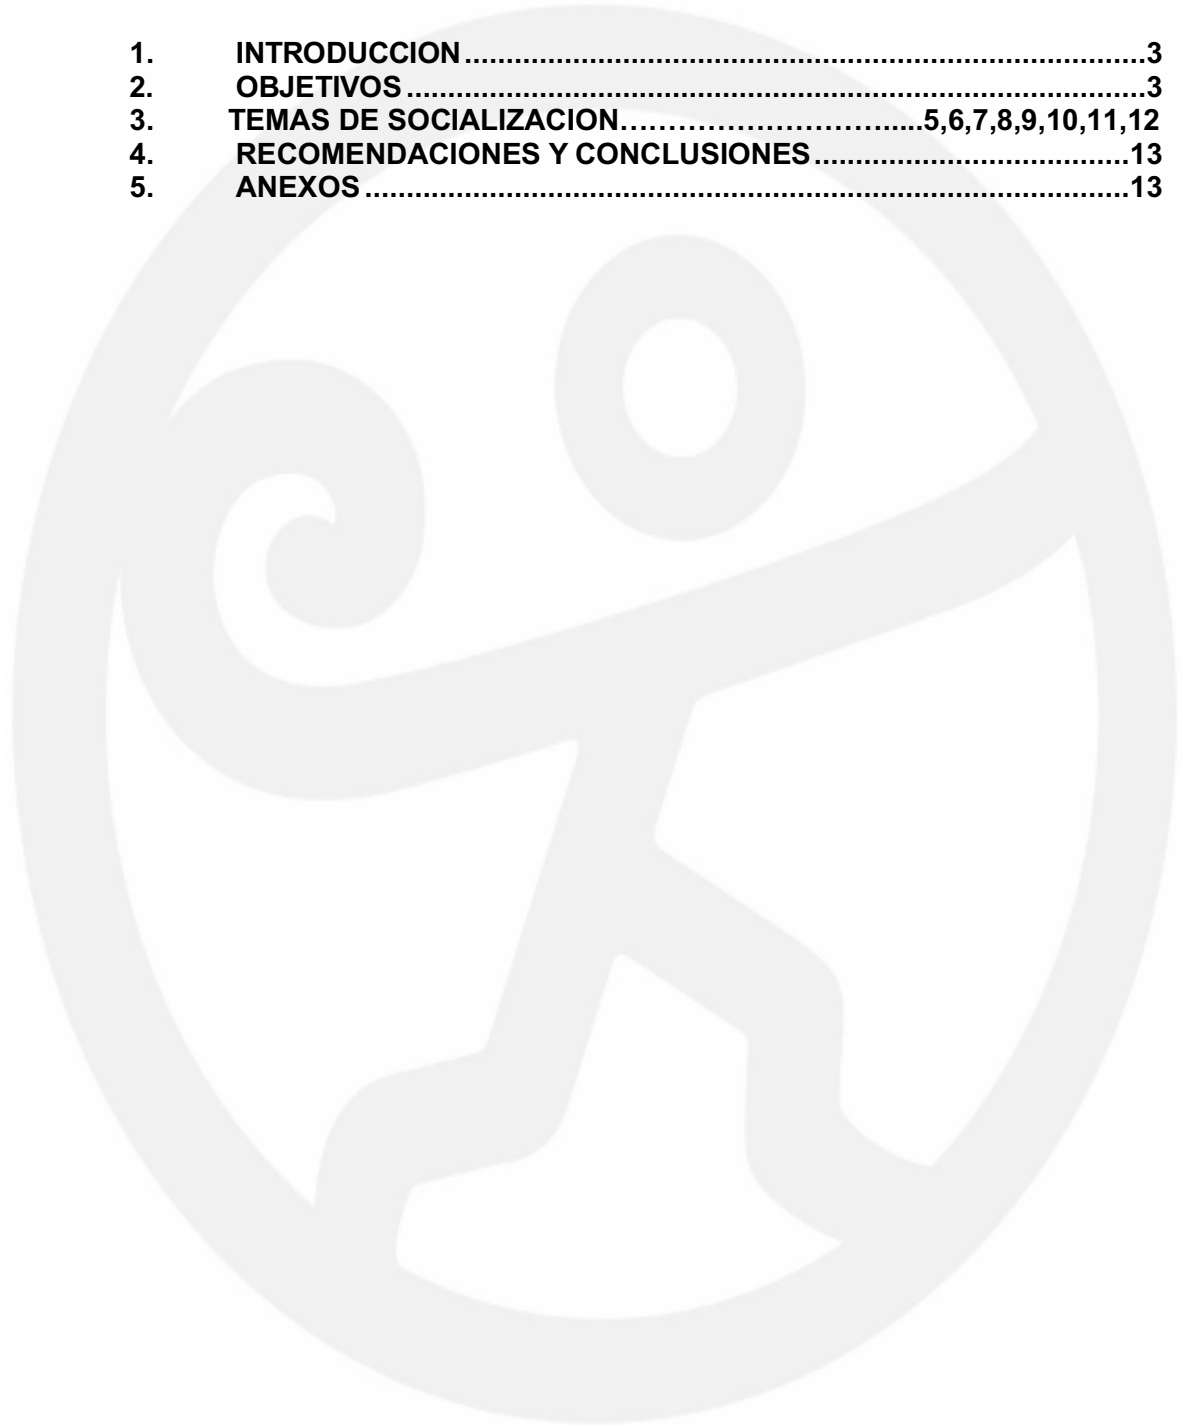 1. INTRODUCCION.....................................................................................3
2. OBJETIVOS............................................................................................3
3. TEMAS DE SOCIALIZACION……………………….....5,6,7,8,9,10,11,12
4. RECOMENDACIONES Y CONCLUSIONES......................................13
5. ANEXOS...............................................................................................13